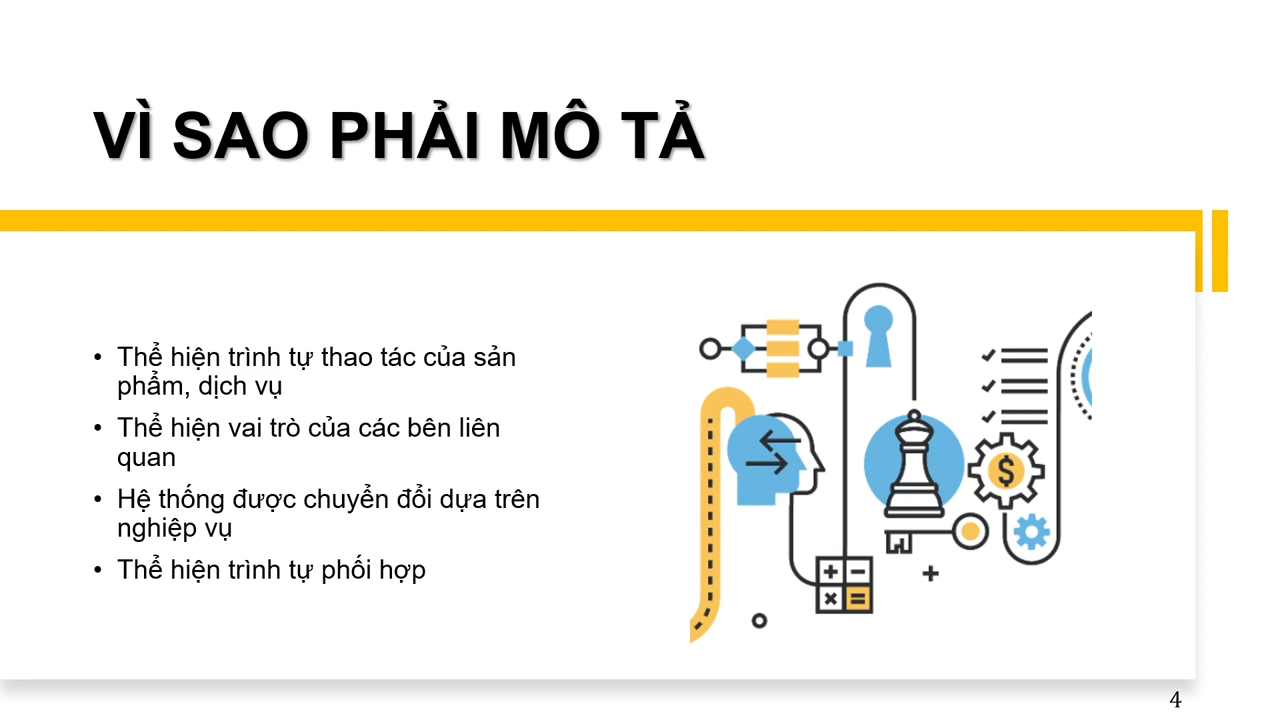 VÌ SAO PHẢI MÔ TẢ
• Thể hiện trình tự thao tác của sản
phẩm, dịch vụ
• Thể hiện vai trò của các bên liên
quan
• Hệ thống được chuyển đổi dựa trên
nghiệp vụ
• Thể hiện trình tự phối hợp
$
+ −
× =
+
4